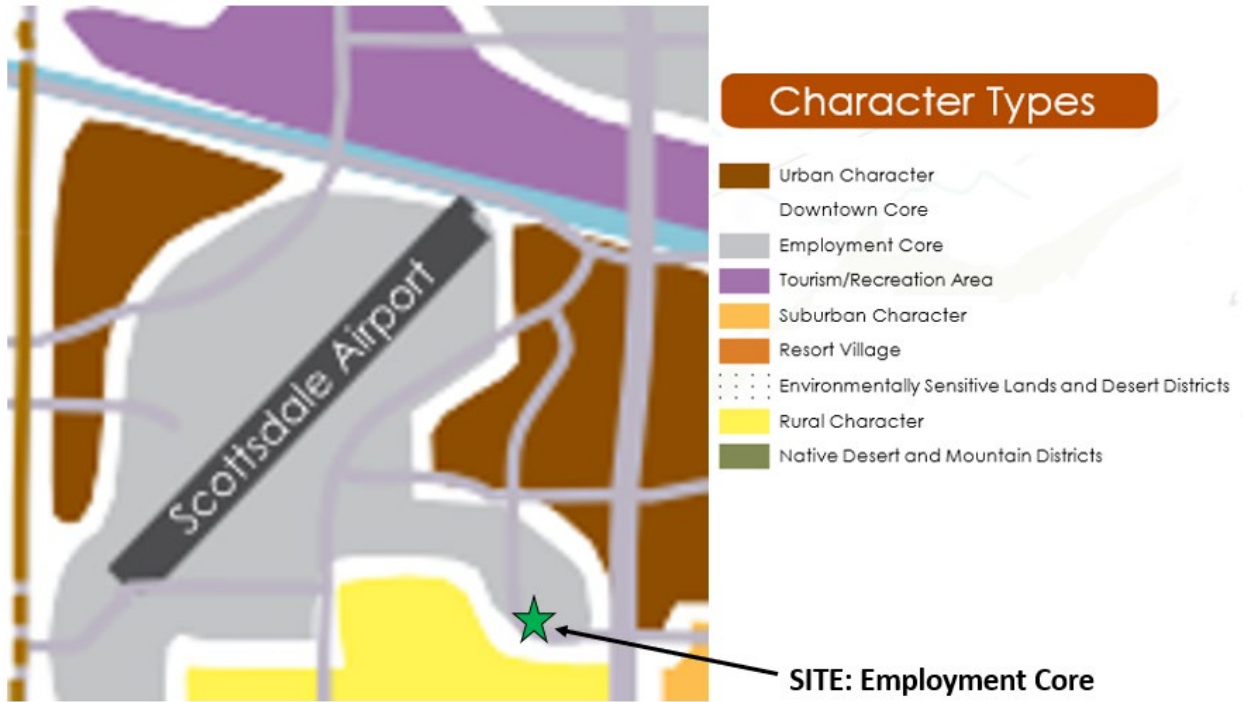 Scottsdale Airport
Character Types
Urban Character
Downtown Core
Employment Core
Tourism/Recreation Area
Suburban Character
Resort Village
Environmentally Sensitive Lands and Desert Districts
Rural Character
Native Desert and Mountain Districts
SITE: Employment Core